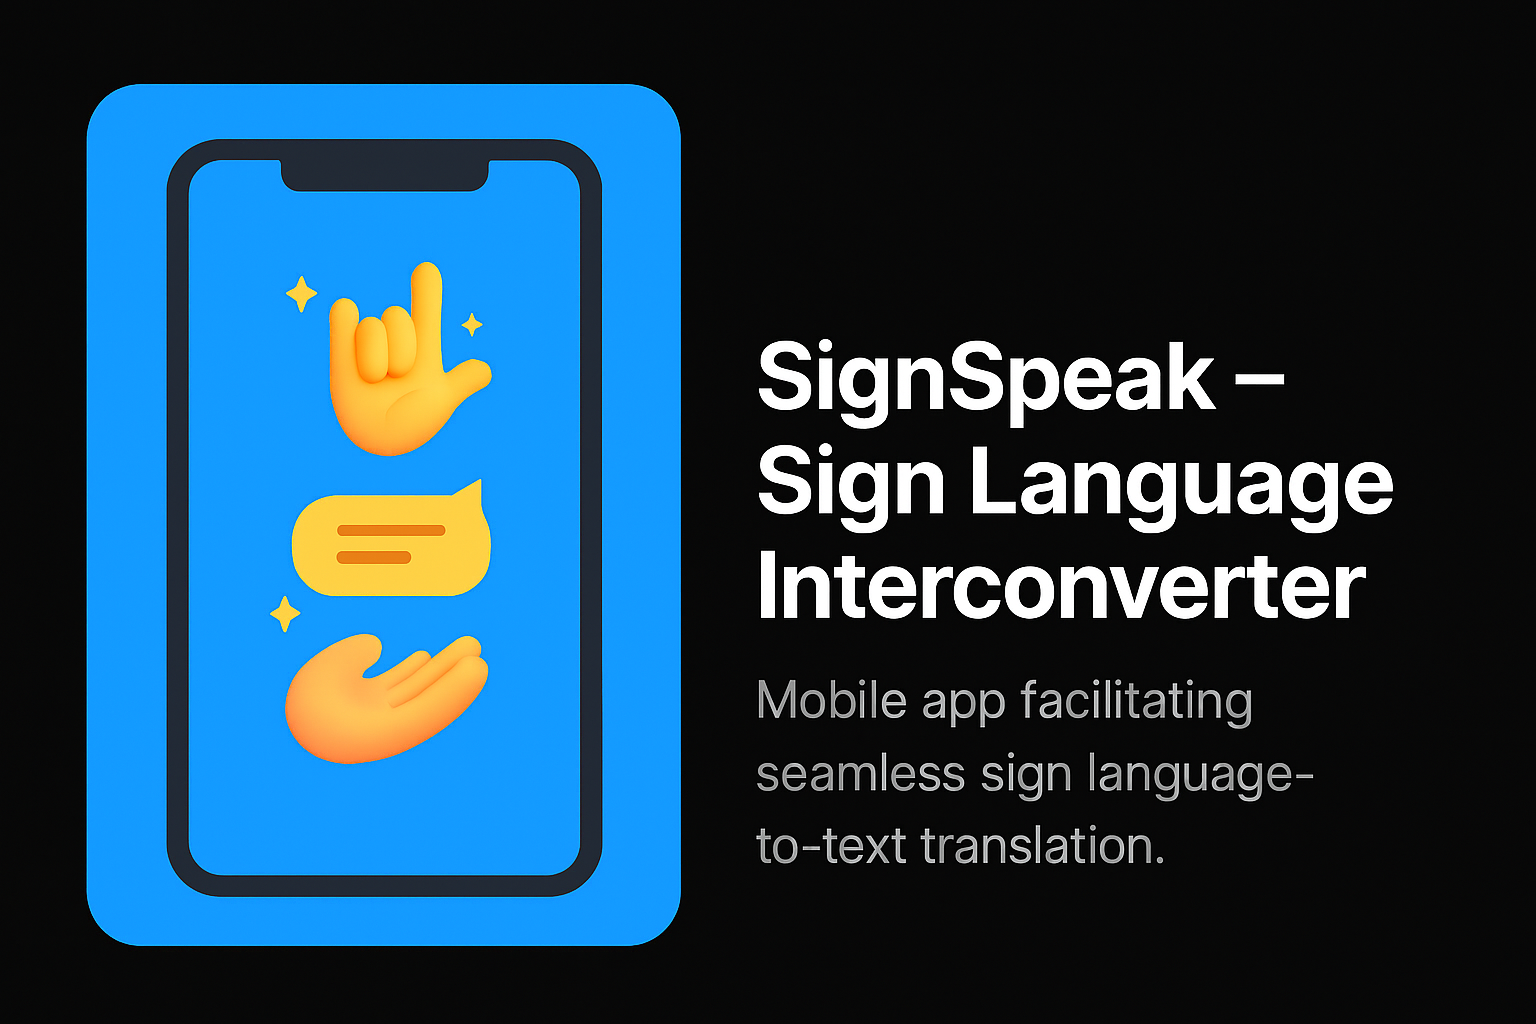 SignSpeak –
Sign Language
Interconverter
Mobile app facilitating
seamless sign language-
to-text translation.